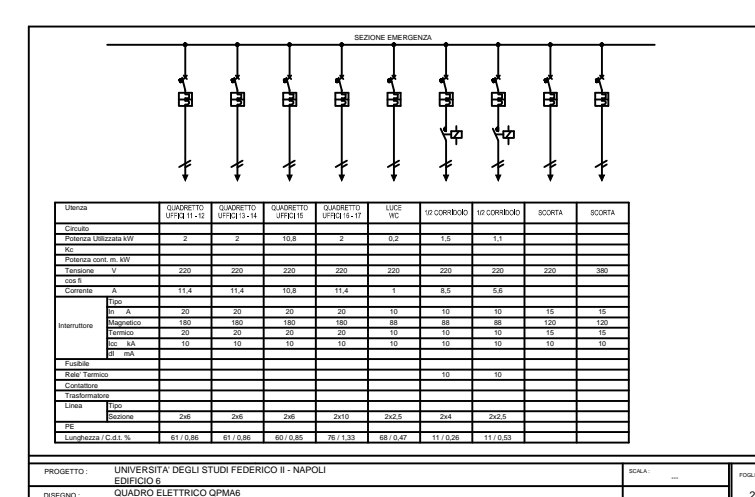 SEZIONE EMERGENZA
Utenza QUADRETTO UFFICI 11 - 12 QUADRETTO UFFICI 13 - 14 QUADRETTO UFFICI 15 QUADRETTO UFFICI 16 - 17 LUCE WC 1/2 CORRIDOIO 1/2 CORRIDOIO SCORTA SCORTA
Circuito
Potenza Utilizzata kW 2 2 10,8 2 0,2 1,5 1,1
Kc
Potenza cont. m. kW
Tensione V 220 220 220 220 220 220 220 220 380
cos fi
Corrente A 11,4 11,4 10,8 11,4 1 8,5 5,6
Interruttore
Tipo
In A 20 20 20 20 10 10 10 15 15
Magnetico 180 180 180 180 88 88 88 120 120
Termico 20 20 20 20 10 10 10 15 15
Icc kA 10 10 10 10 10 10 10 10 10
dI mA
Fusibile
Rele' Termico 10 10
Contattore
Trasformatore
Linea Tipo
Sezione 2x6 2x6 2x6 2x10 2x2,5 2x4 2x2,5
PE
Lunghezza / C.d.t. % 61 / 0,86 61 / 0,86 60 / 0,85 76 / 1,33 68 / 0,47 11 / 0,26 11 / 0,53
PROGETTO : UNIVERSITA' DEGLI STUDI FEDERICO II - NAPOLI
EDIFICIO 6
SCALA : ---
FOGL
DISEGNO : QUADRO ELETTRICO QPMA6
2